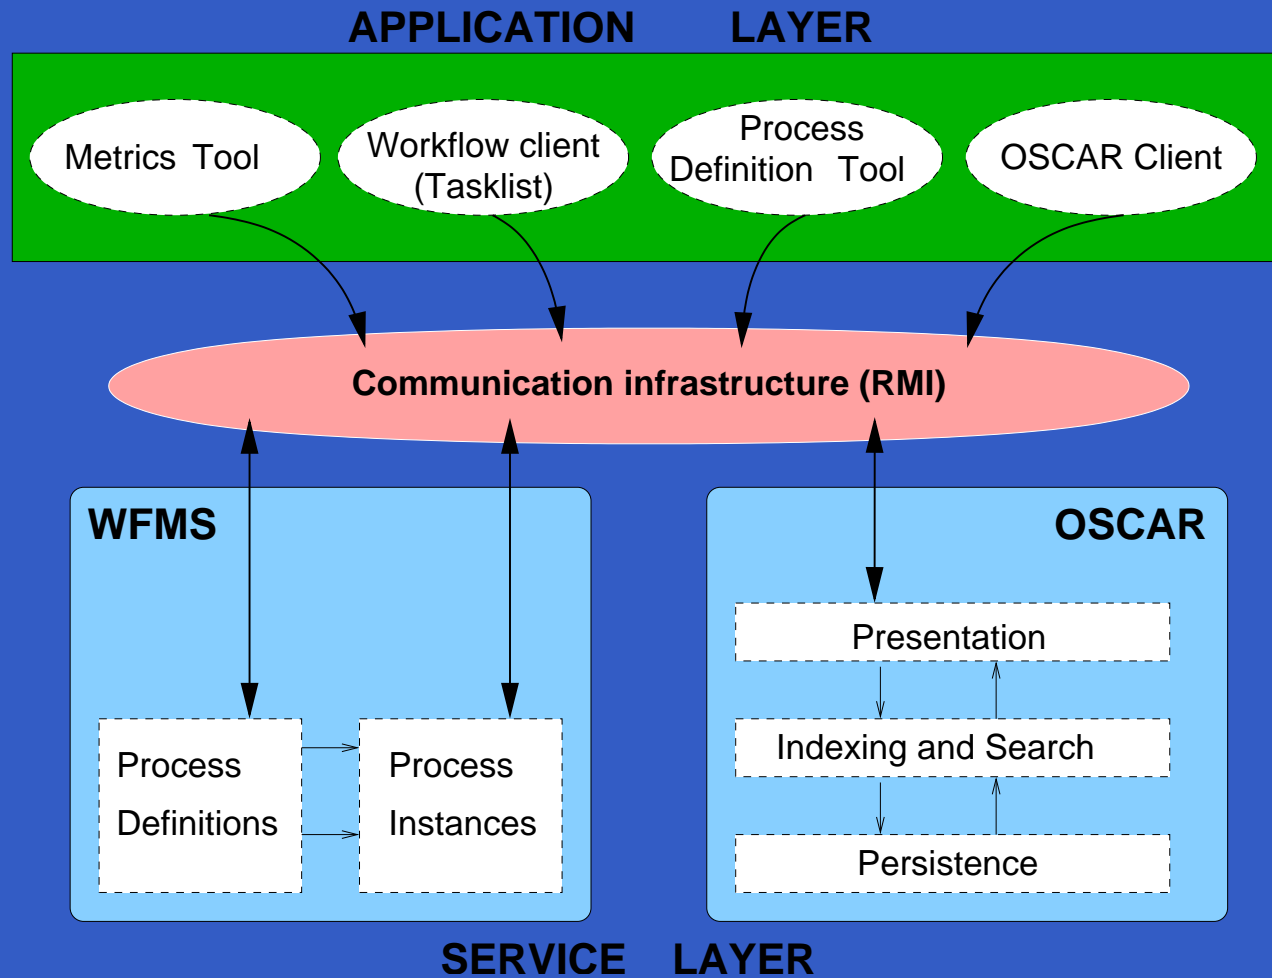 APPLICATION LAYER
Metrics Tool
Workflow client
(Tasklist)
Process
Definition Tool
OSCAR Client
Communication infrastructure (RMI)
WFMS
Process
Definitions
Process
Instances
OSCAR
Presentation
Indexing and Search
Persistence
SERVICE LAYER